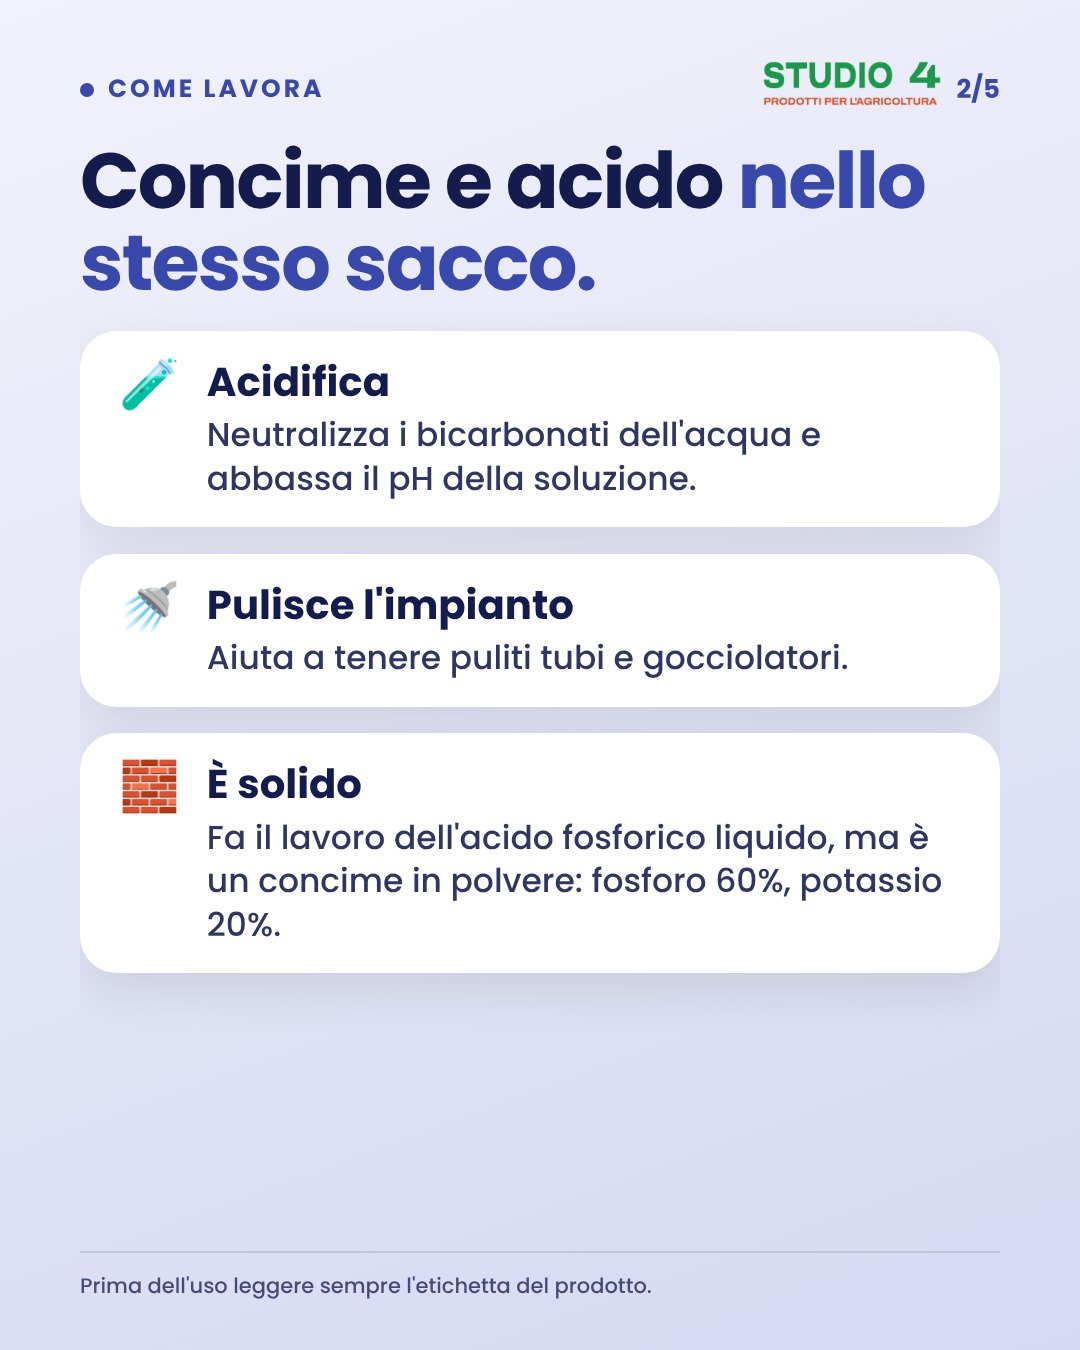 COME LAVORA
STUDIO 4
PRODOTTI PER L'AGRICOLTURA
2/5
Concime e acido nello
stesso sacco.
Acidifica
Neutralizza i bicarbonati dell'acqua e
abbassa il pH della soluzione.
Pulisce l'impianto
Aiuta a tenere puliti tubi e gocciolatori.
È solido
Fa il lavoro dell'acido fosforico liquido, ma è
un concime in polvere: fosforo 60%, potassio
20%.
Prima dell'uso leggere sempre l'etichetta del prodotto.